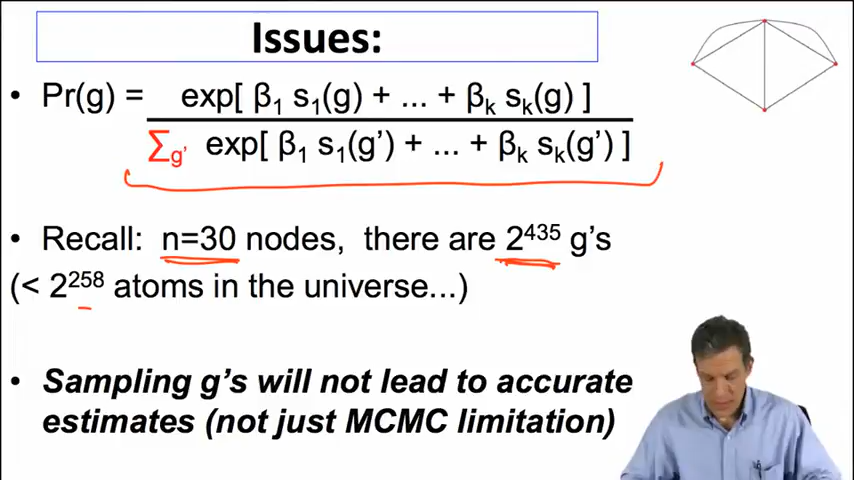 Issues:
• Pr(g) = exp[ β₁ s₁(g) + ... + βₖ sₖ(g) ]
∑g' exp[ β₁ s₁(g') + ... + βₖ sₖ(g') ]
• Recall: n=30 nodes, there are 2⁴³⁵ g's
(< 2²⁵⁸ atoms in the universe...)
• Sampling g's will not lead to accurate
estimates (not just MCMC limitation)